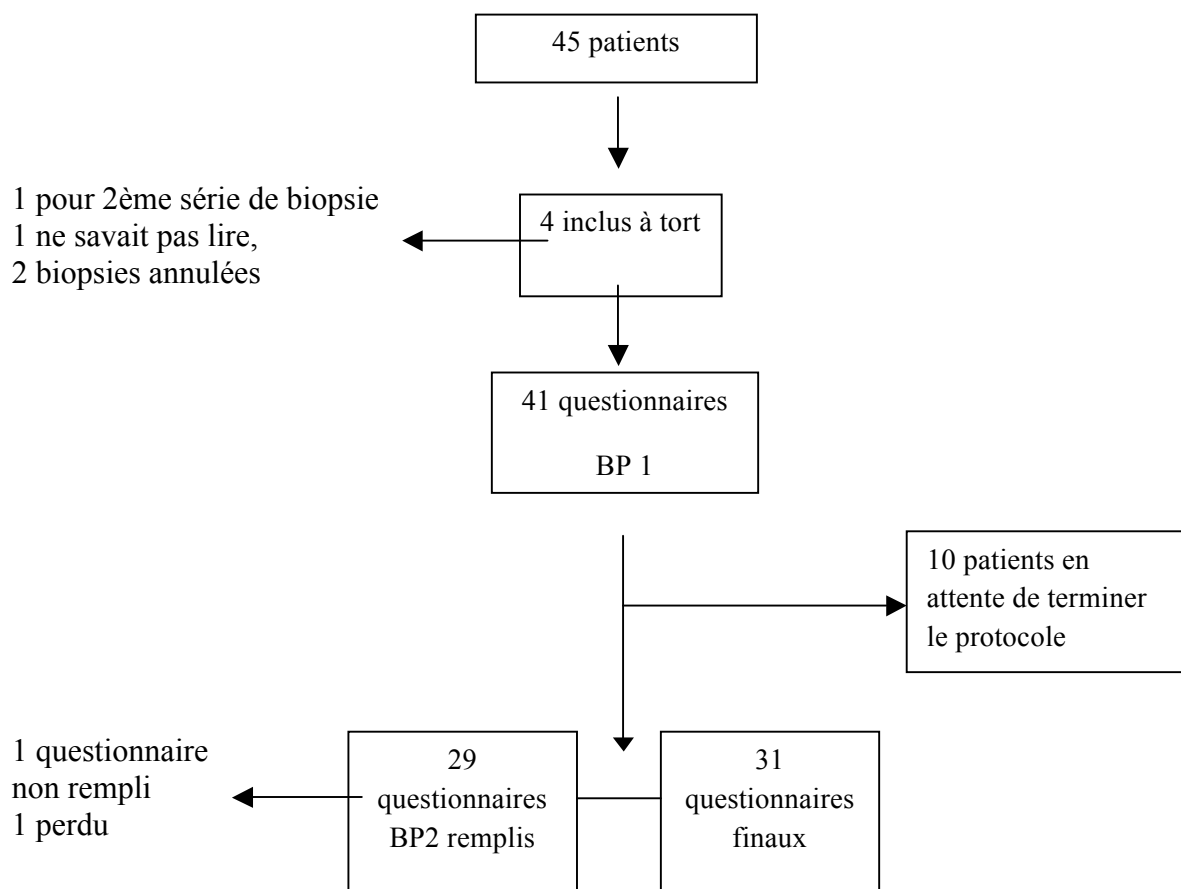 45 patients
1 pour 2ème série de biopsie
1 ne savait pas lire,
2 biopsies annulées
4 inclus à tort
41 questionnaires
BP 1
10 patients en
attente de terminer
le protocole
1 questionnaire
non rempli
1 perdu
29
questionnaires
BP2 remplis
31
questionnaires
finaux